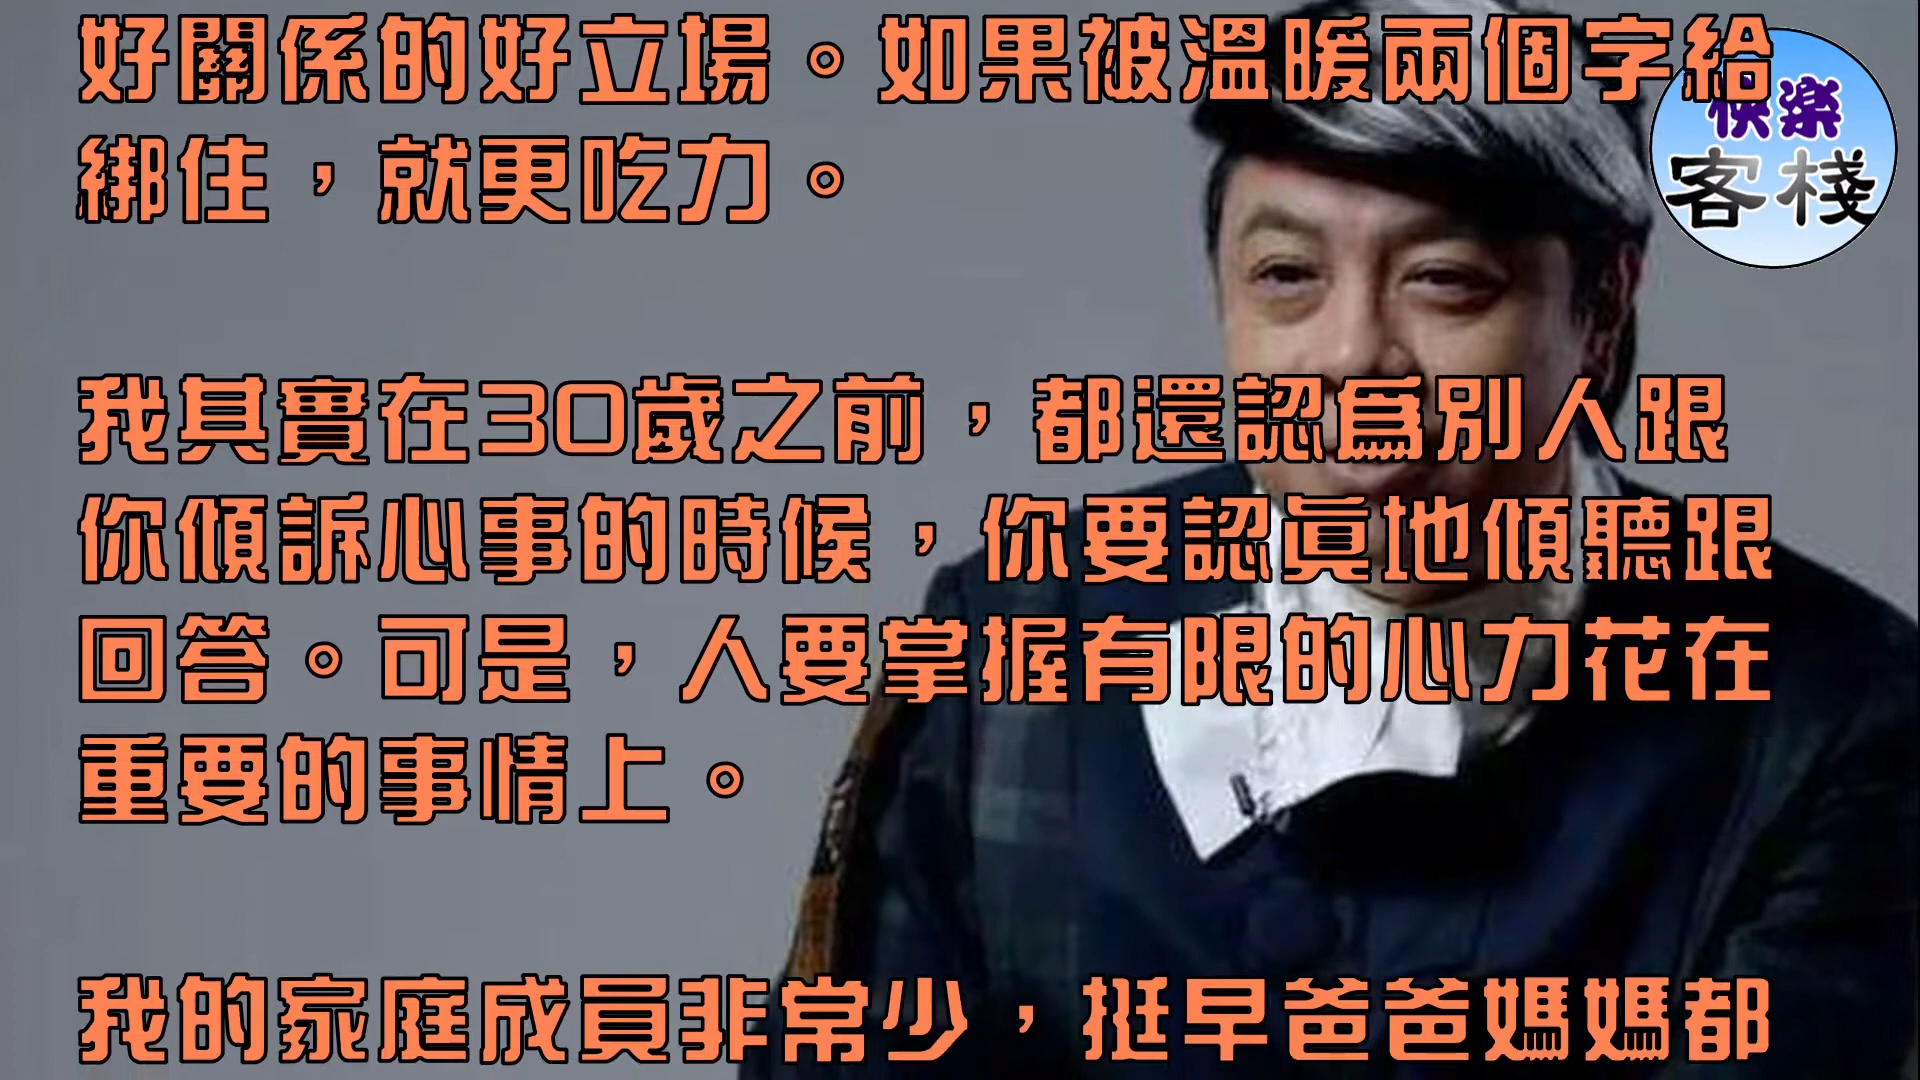 好關係的好立場。如果被溫暖兩個字給
綁住，就更吃力。
快樂
客棧
我其實在30歲之前，都還認為別人跟
你傾訴心事的時候，你要認真地傾聽跟
回答。可是，人要掌握有限的心力花在
重要的事情上。
我的家庭成員非常少，挺早爸爸媽媽都